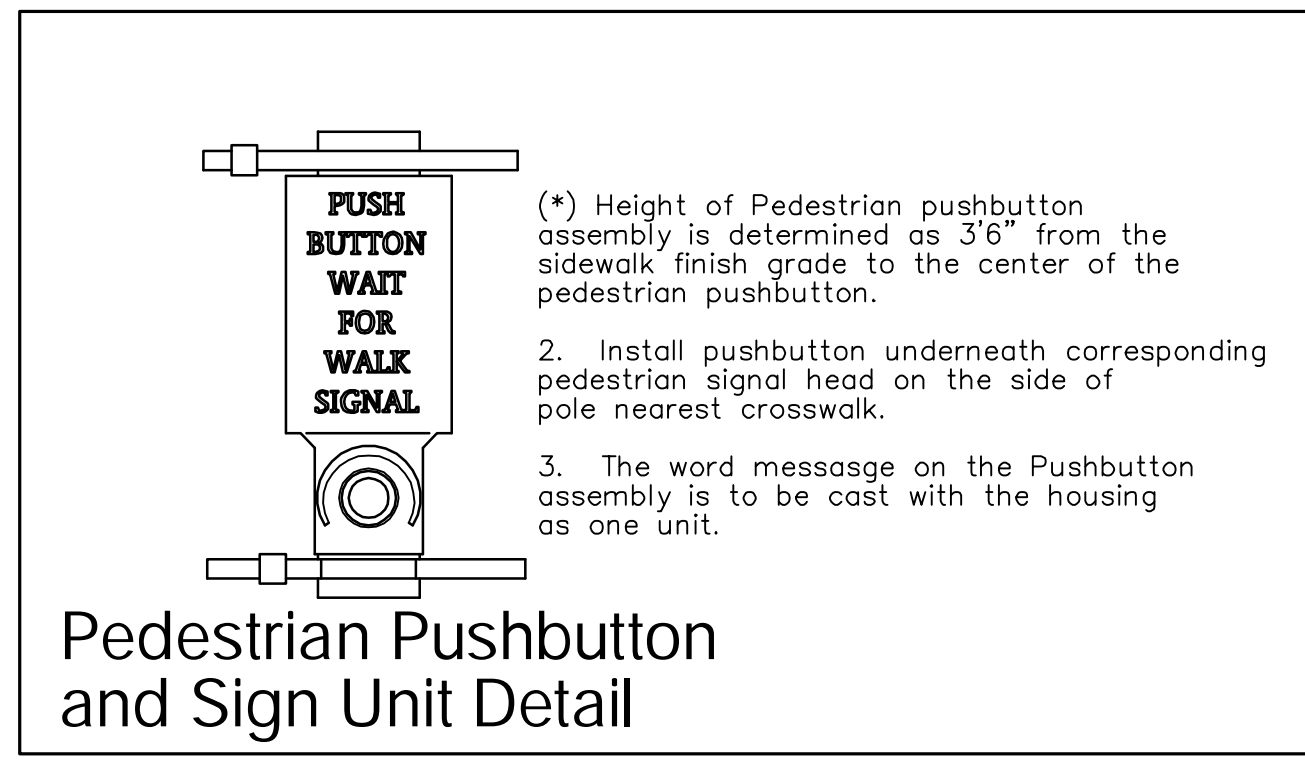 PUSH
BUTTON
WAIT
FOR
WALK
SIGNAL
(*) Height of Pedestrian pushbutton
assembly is determined as 3'6" from the
sidewalk finish grade to the center of the
pedestrian pushbutton.
2. Install pushbutton underneath corresponding
pedestrian signal head on the side of
pole nearest crosswalk.
3. The word messasge on the Pushbutton
assembly is to be cast with the housing
as one unit.
Pedestrian Pushbutton
and Sign Unit Detail